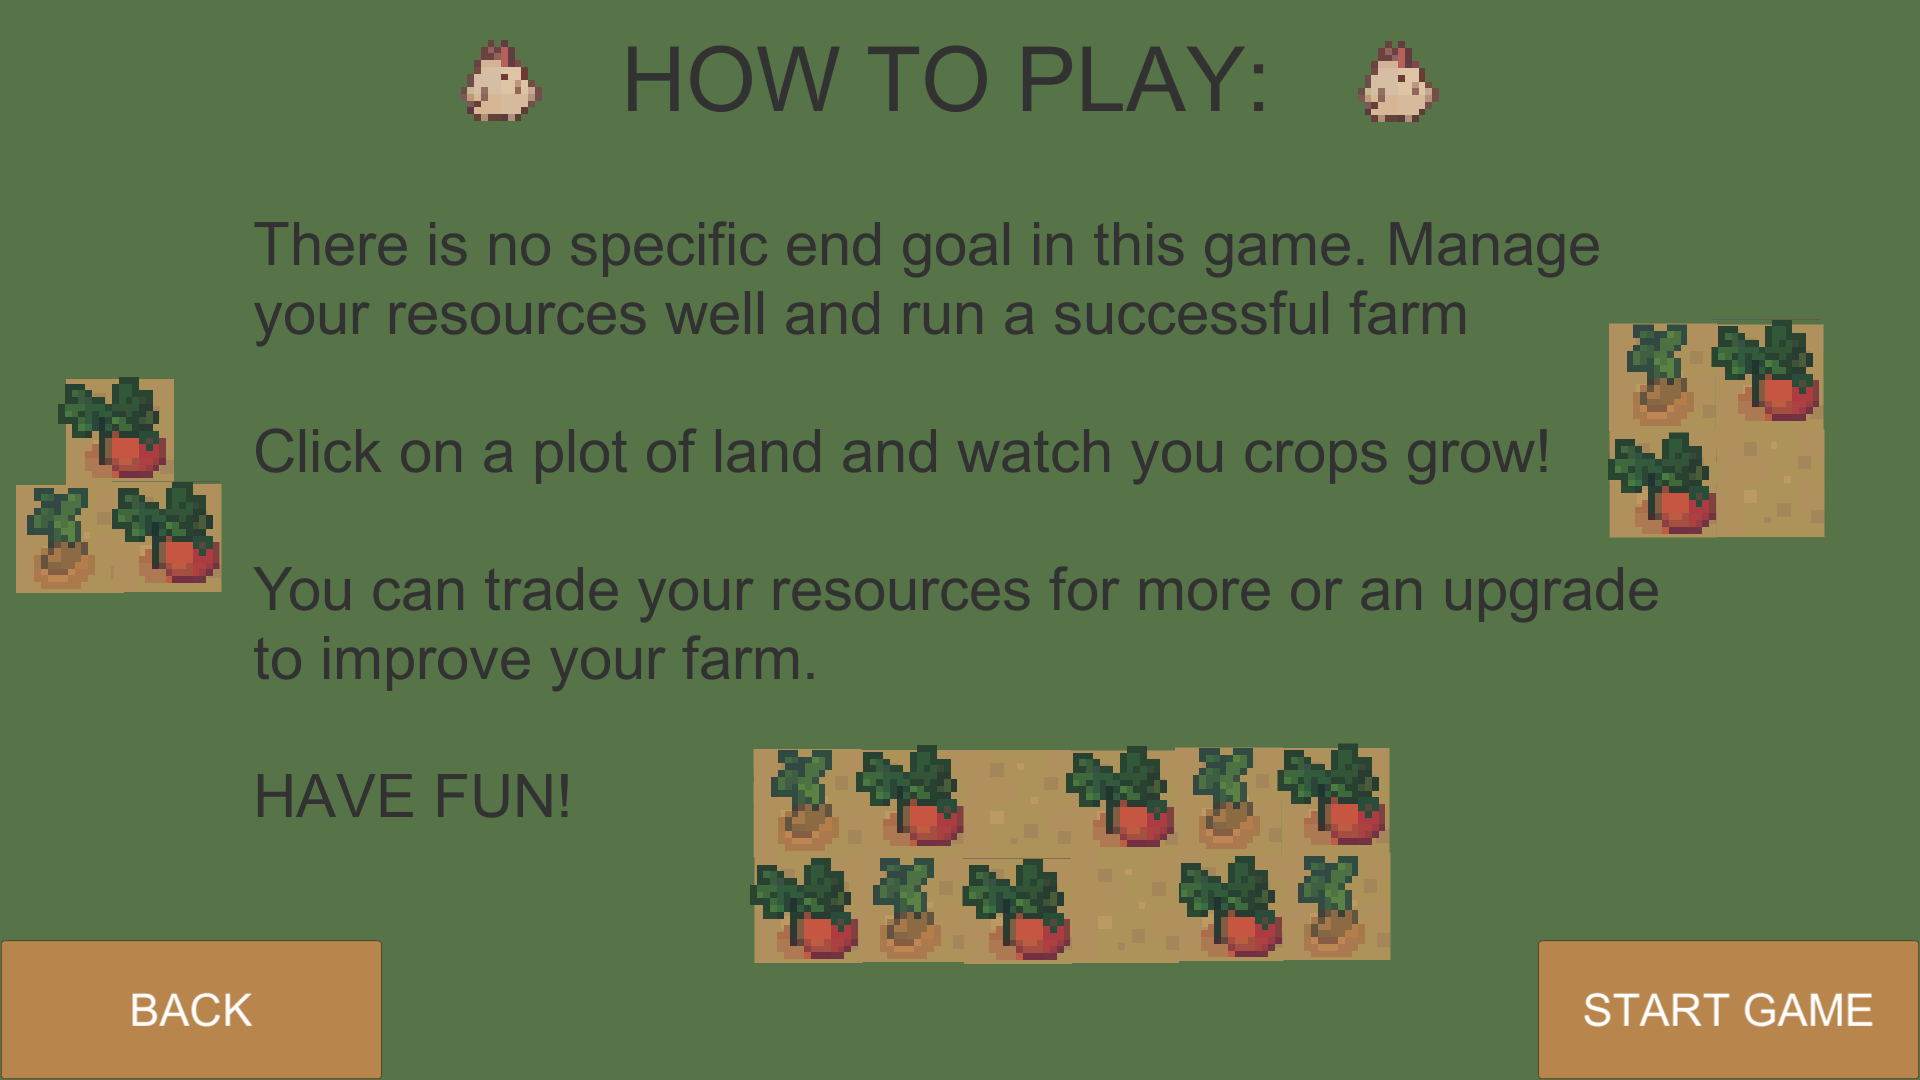 HOW TO PLAY:
There is no specific end goal in this game. Manage
your resources well and run a successful farm
Click on a plot of land and watch you crops grow!
You can trade your resources for more or an upgrade
to improve your farm.
HAVE FUN!
BACK
START GAME